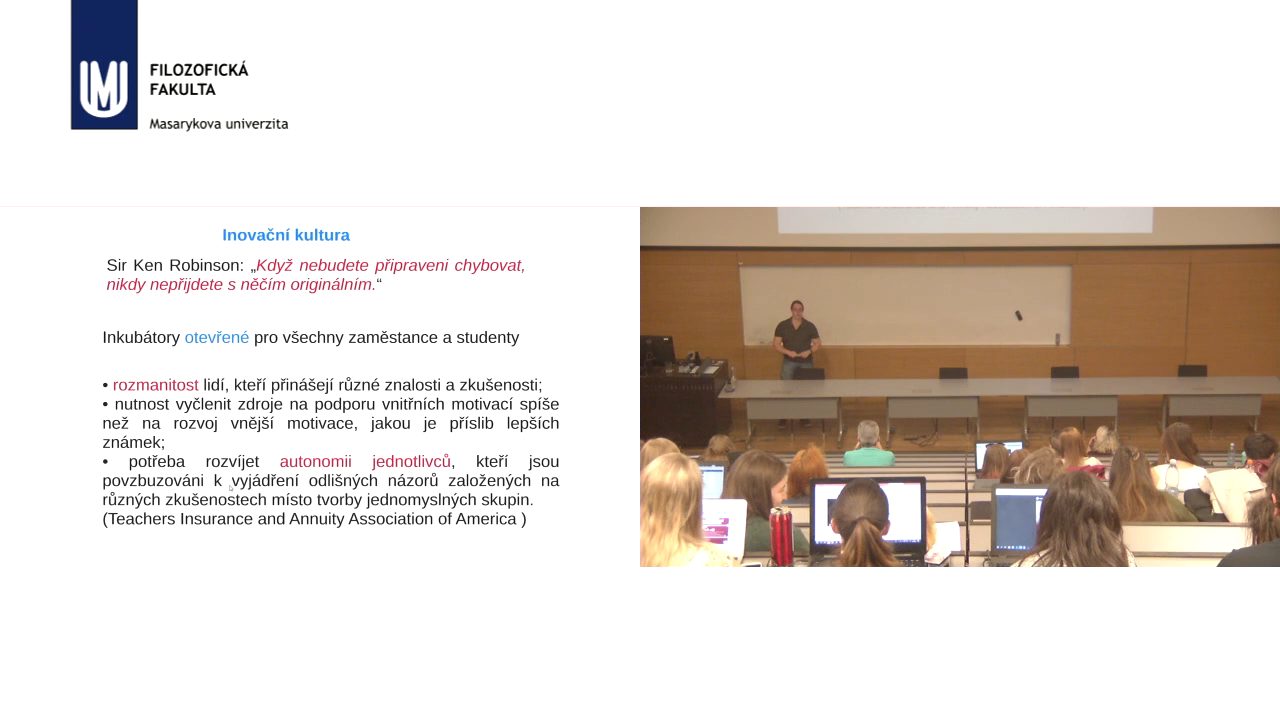 FILOZOFICKÁ
FAKULTA
Masarykova univerzita
Inovační kultura
Sir Ken Robinson: „Když nebudete připraveni chybovat,
nikdy nepřijdete s něčím originálním.“
Inkubátory otevřené pro všechny zaměstance a studenty
• rozmanitost lidí, kteří přinášejí různé znalosti a zkušenosti;
• nutnost vyčlenit zdroje na podporu vnitřních motivací spíše
než na rozvoj vnější motivace, jakou je příslib lepších
známek;
• potřeba rozvíjet autonomii jednotlivců, kteří jsou
povzbuzováni k vyjádření odlišných názorů založených na
různých zkušenostech místo tvorby jednomyslných skupin.
(Teachers Insurance and Annuity Association of America )